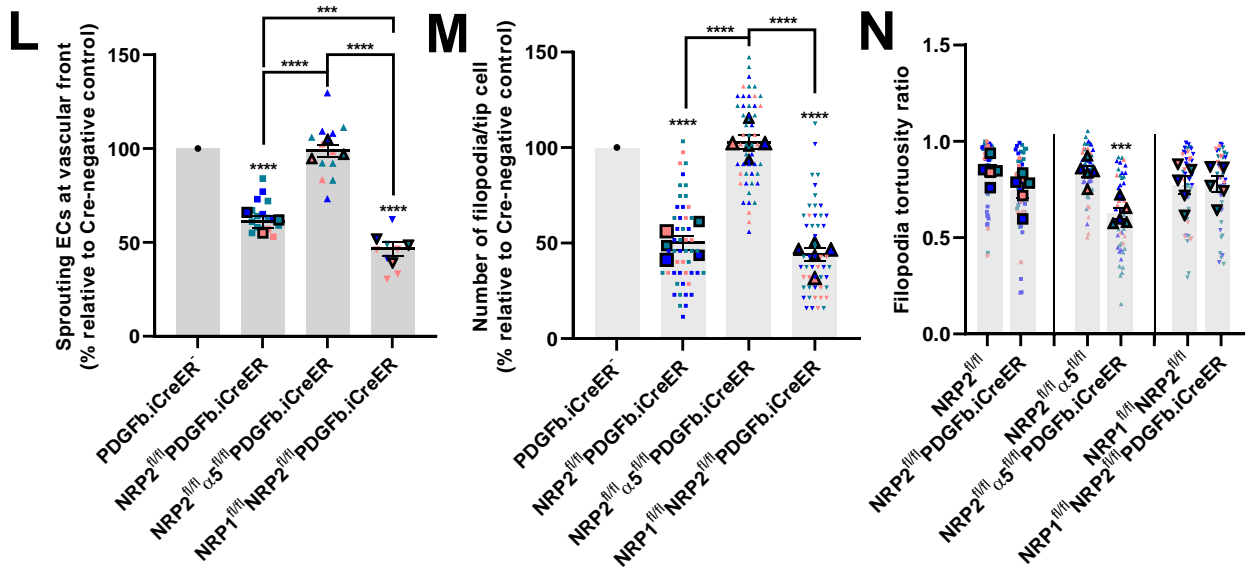 L
Sprouting ECs at vascular front
(% relative to Cre-negative control)
150
100
50
0
***
****
****
****
****
PDGFb.iCreER⁻
NRP2fl/flPDGFb.iCreER
NRP2fl/flα5fl/flPDGFb.iCreER
NRP1fl/flNRP2fl/flPDGFb.iCreER
M
Number of filopodia/tip cell
(% relative to Cre-negative control)
150
100
50
0
****
****
****
****
PDGFb.iCreER⁻
NRP2fl/flPDGFb.iCreER
NRP2fl/flα5fl/flPDGFb.iCreER
NRP1fl/flNRP2fl/flPDGFb.iCreER
N
Filopodia tortuosity ratio
1.5
1.0
0.5
0.0
***
NRP2fl/fl
NRP2fl/flPDGFb.iCreER
NRP2fl/flα5fl/fl
NRP2fl/flα5fl/flPDGFb.iCreER
NRP1fl/flNRP2fl/fl
NRP1fl/flNRP2fl/flPDGFb.iCreER